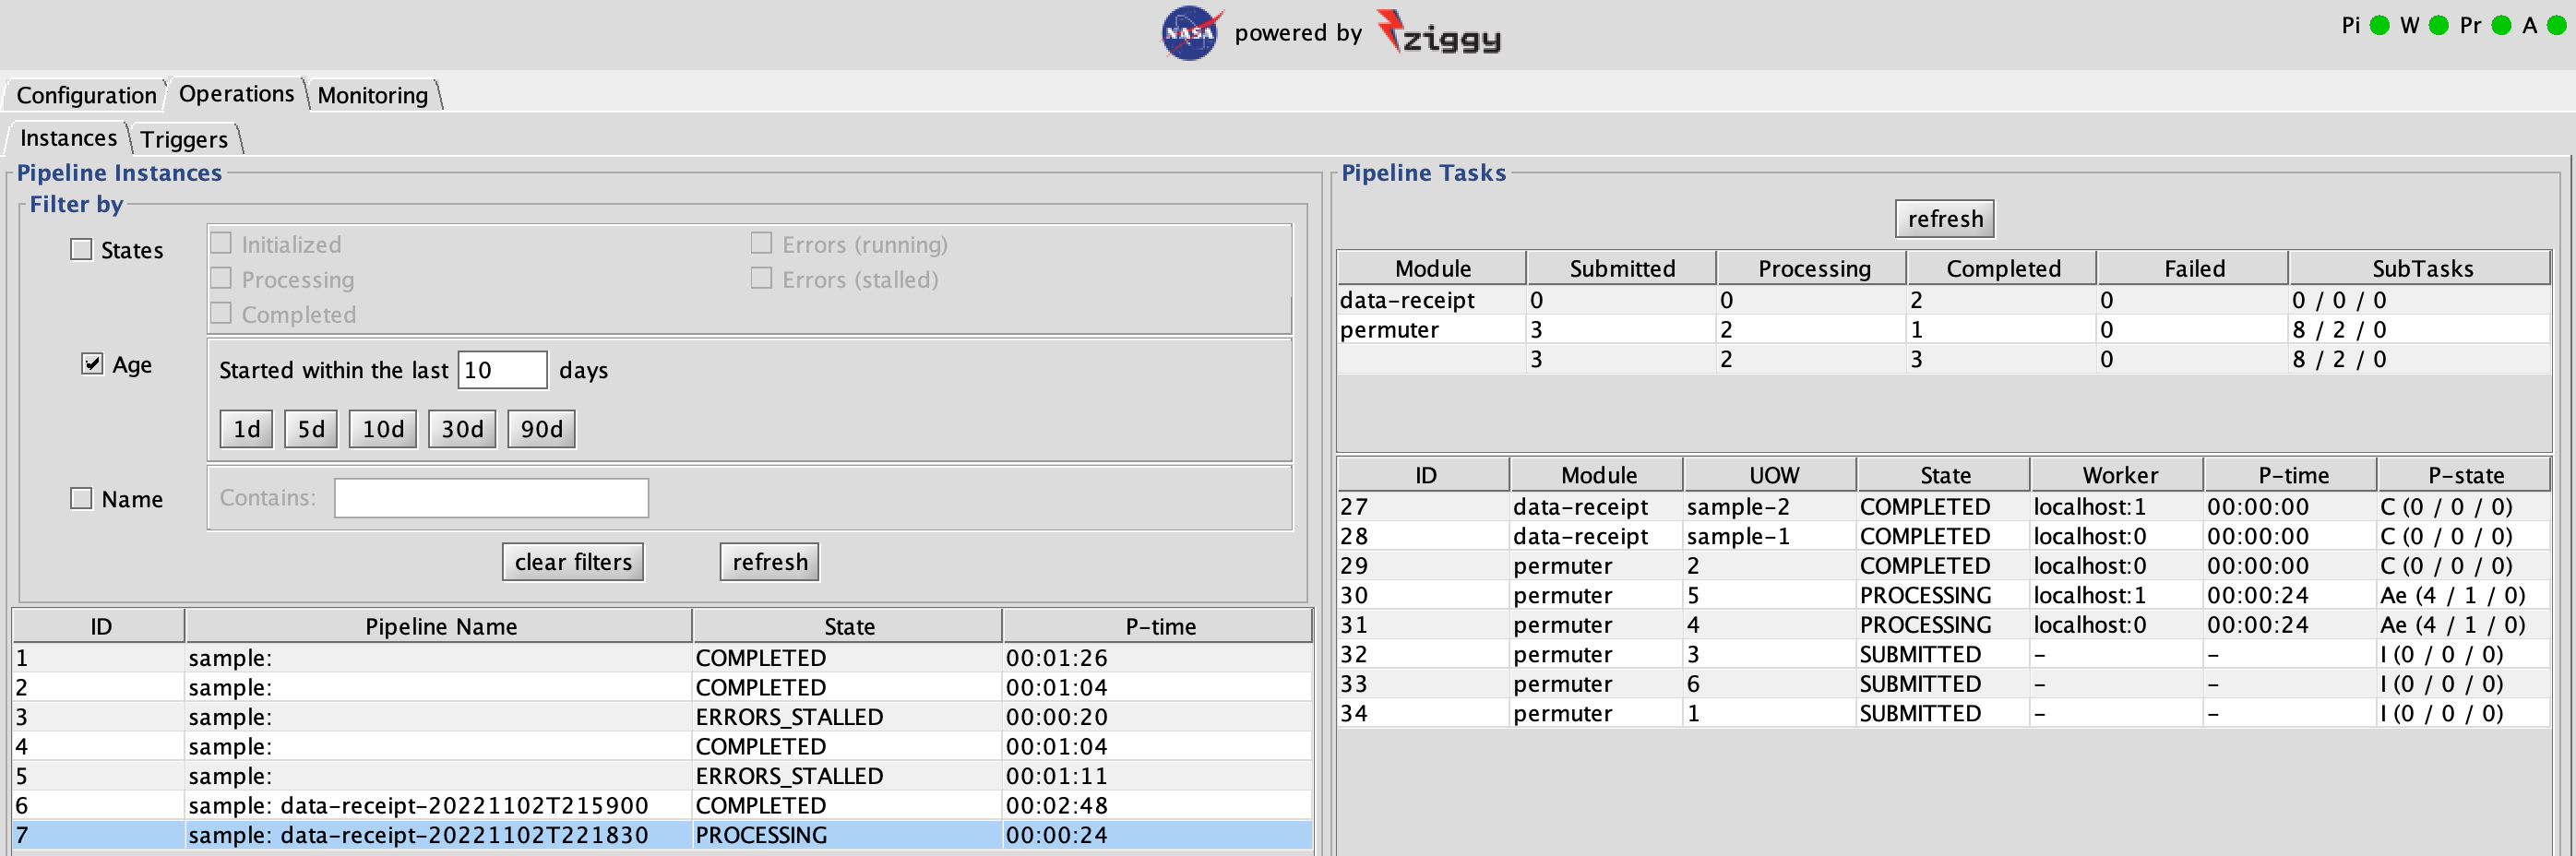 NASA powered by ziggy
Pi W Pr A
Configuration Operations Monitoring
Instances Triggers
Pipeline Instances
Filter by
States
Initialized Errors (running)
Processing Errors (stalled)
Completed
Age
Started within the last 10 days
1d 5d 10d 30d 90d
Name
Contains:
clear filters refresh
ID Pipeline Name State P-time
1 sample: COMPLETED 00:01:26
2 sample: COMPLETED 00:01:04
3 sample: ERRORS_STALLED 00:00:20
4 sample: COMPLETED 00:01:04
5 sample: ERRORS_STALLED 00:01:11
6 sample: data-receipt-20221102T215900 COMPLETED 00:02:48
7 sample: data-receipt-20221102T221830 PROCESSING 00:00:24
Pipeline Tasks
refresh
Module Submitted Processing Completed Failed SubTasks
data-receipt 0 0 2 0 0 / 0 / 0
permuter 3 2 1 0 8 / 2 / 0
3 2 3 0 8 / 2 / 0
ID Module UOW State Worker P-time P-state
27 data-receipt sample-2 COMPLETED localhost:1 00:00:00 C (0 / 0 / 0)
28 data-receipt sample-1 COMPLETED localhost:0 00:00:00 C (0 / 0 / 0)
29 permuter 2 COMPLETED localhost:0 00:00:00 C (0 / 0 / 0)
30 permuter 5 PROCESSING localhost:1 00:00:24 Ae (4 / 1 / 0)
31 permuter 4 PROCESSING localhost:0 00:00:24 Ae (4 / 1 / 0)
32 permuter 3 SUBMITTED - - I (0 / 0 / 0)
33 permuter 6 SUBMITTED - - I (0 / 0 / 0)
34 permuter 1 SUBMITTED - - I (0 / 0 / 0)